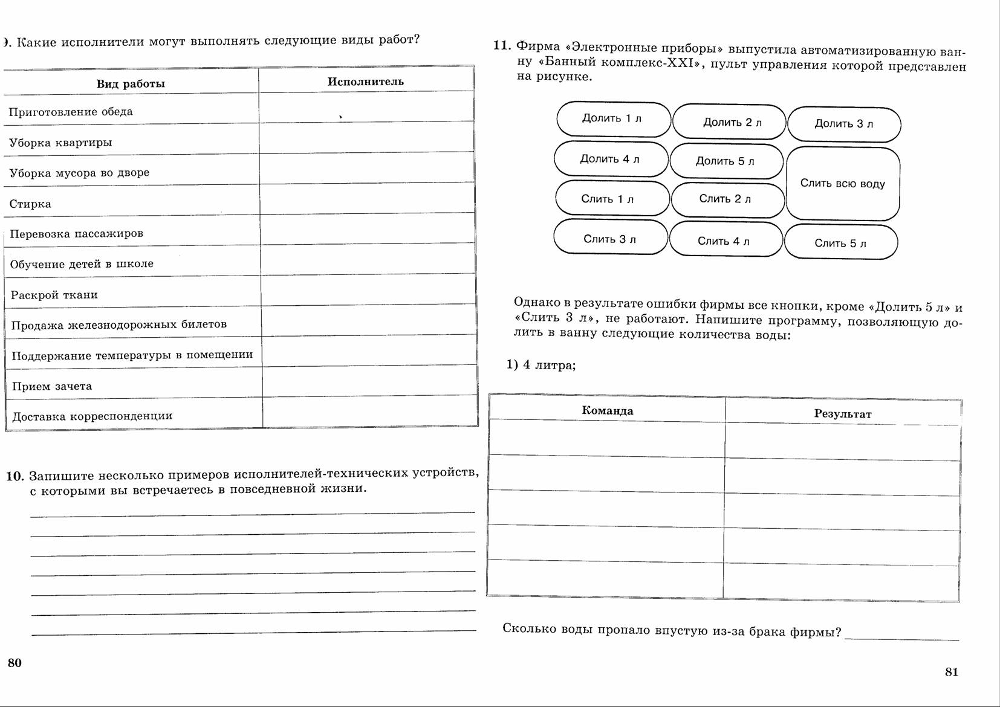 ). Какие исполнители могут выполнять следующие виды работ?
Вид работы Исполнитель
Приготовление обеда
Уборка квартиры
Уборка мусора во дворе
Стирка
Перевозка пассажиров
Обучение детей в школе
Раскрой ткани
Продажа железнодорожных билетов
Поддержание температуры в помещении
Прием зачета
Доставка корреспонденции
10. Запишите несколько примеров исполнителей-технических устройств,
с которыми вы встречаетесь в повседневной жизни.
80
11. Фирма «Электронные приборы» выпустила автоматизированную ван-
ну «Банный комплекс-XXI», пульт управления которой представлен
на рисунке.
Долить 1 л Долить 2 л Долить 3 л
Долить 4 л Долить 5 л
Слить всю воду
Слить 1 л Слить 2 л
Слить 3 л Слить 4 л Слить 5 л
Однако в результате ошибки фирмы все кнопки, кроме «Долить 5 л» и
«Слить 3 л», не работают. Напишите программу, позволяющую до-
лить в ванну следующие количества воды:
1) 4 литра;
Команда Результат
Сколько воды пропало впустую из-за брака фирмы?
81